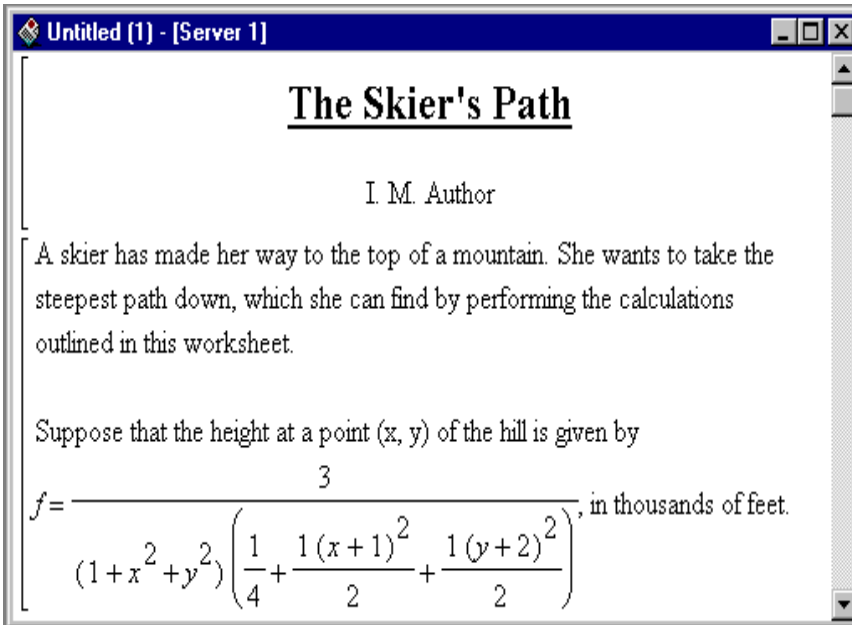 Untitled (1) - [Server 1]
The Skier's Path
I. M. Author
A skier has made her way to the top of a mountain. She wants to take the
steepest path down, which she can find by performing the calculations
outlined in this worksheet.
Suppose that the height at a point (x, y) of the hill is given by
f = 3 / ((1 + x^2 + y^2) (1/4 + 1 (x + 1)^2 / 2 + 1 (y + 2)^2 / 2)), in thousands of feet.